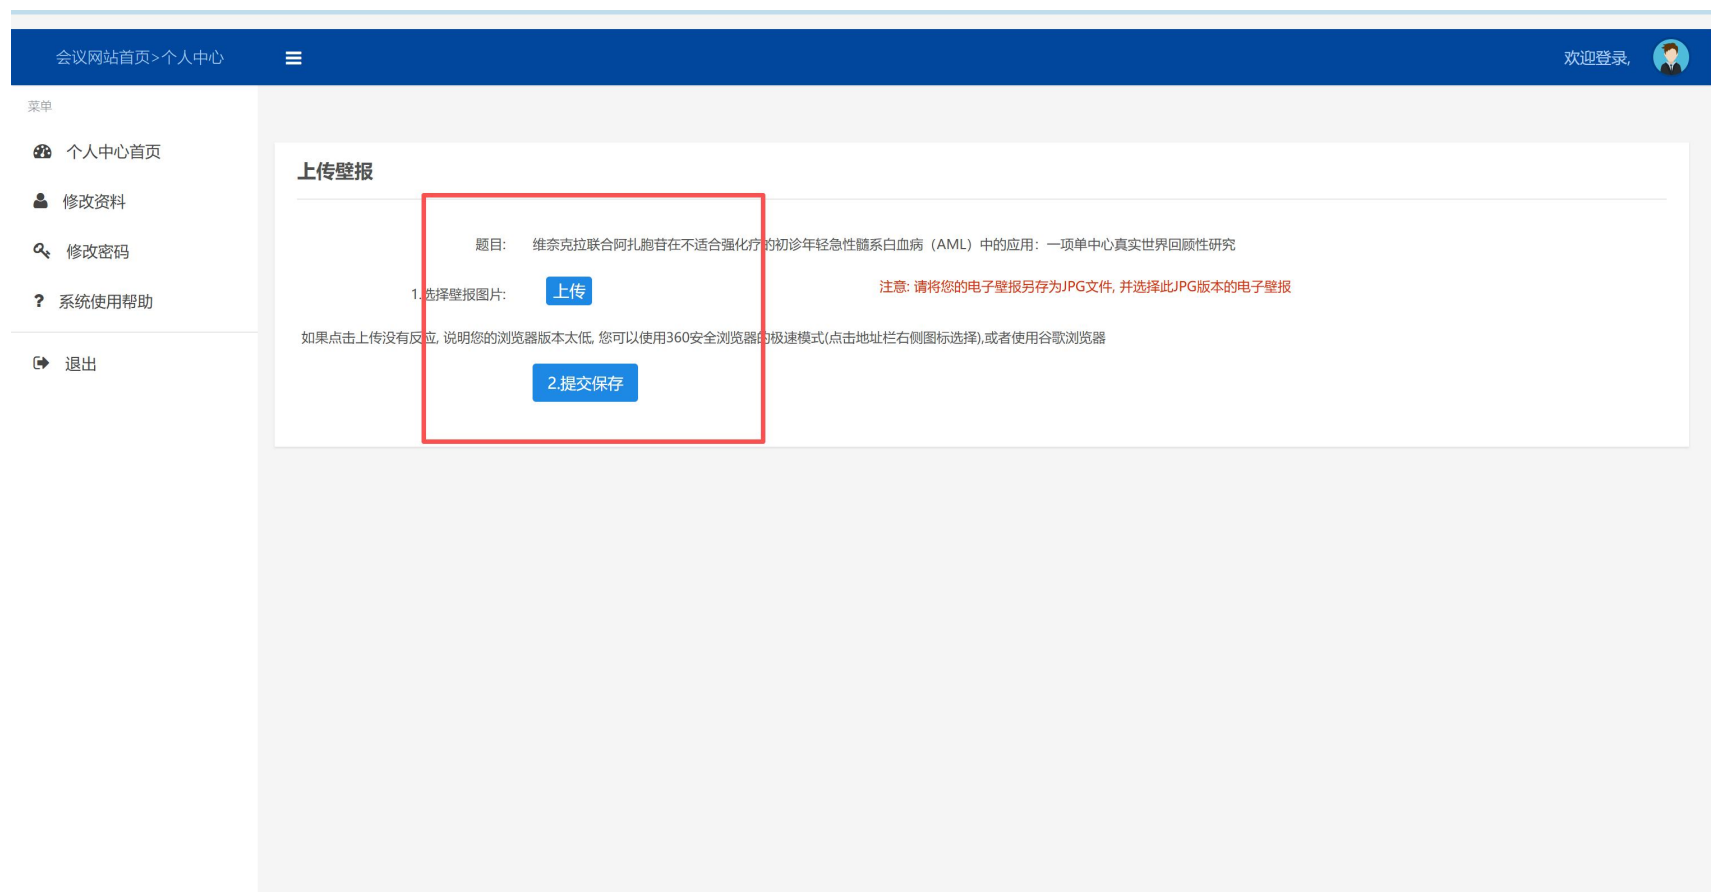 会议网站首页>个人中心
欢迎登录,
菜单
个人中心首页
修改资料
修改密码
? 系统使用帮助
退出
上传壁报
题目: 维奈克拉联合阿扎胞苷在不适合强化疗的初诊年轻急性髓系白血病（AML）中的应用：一项单中心真实世界回顾性研究
1.选择壁报图片: 上传 注意: 请将您的电子壁报另存为JPG文件, 并选择此JPG版本的电子壁报
如果点击上传没有反应, 说明您的浏览器版本太低, 您可以使用360安全浏览器的极速模式(点击地址栏右侧图标选择),或者使用谷歌浏览器
2.提交保存